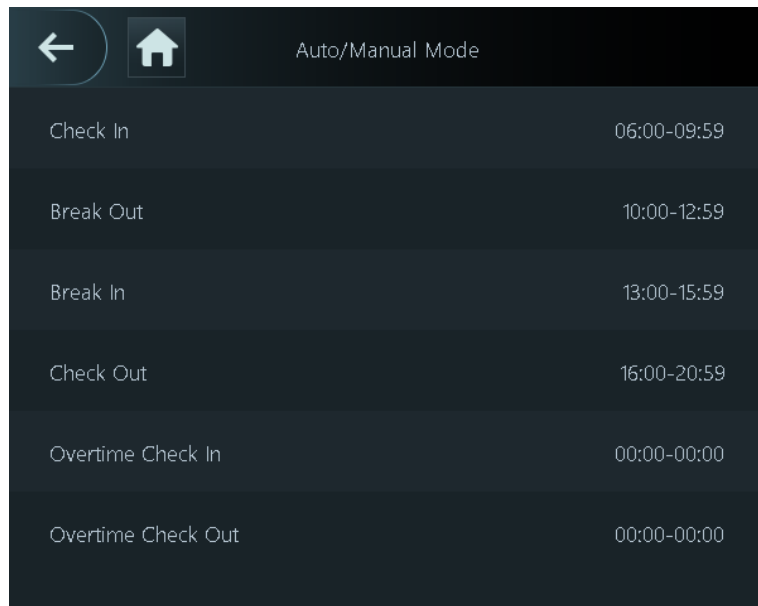 Auto/Manual Mode
Check In 06:00-09:59
Break Out 10:00-12:59
Break In 13:00-15:59
Check Out 16:00-20:59
Overtime Check In 00:00-00:00
Overtime Check Out 00:00-00:00